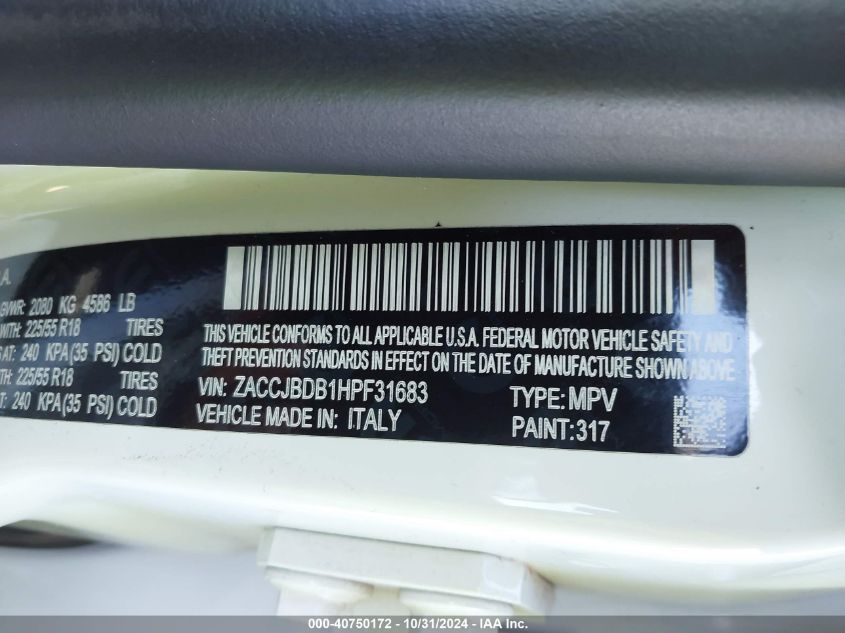 .A.
GVWR: 2080 KG 4586 LB
WITH: 225/55 R18 TIRES
AT: 240 KPA(35 PSI) COLD
TH: 225/55 R18 TIRES
AT: 240 KPA(35 PSI) COLD
THIS VEHICLE CONFORMS TO ALL APPLICABLE U.S.A. FEDERAL MOTOR VEHICLE SAFETY AND
THEFT PREVENTION STANDARDS IN EFFECT ON THE DATE OF MANUFACTURE SHOWN ABOVE
VIN: ZACCJBDB1HPF31683 TYPE: MPV
VEHICLE MADE IN: ITALY PAINT: 317
000-40750172 - 10/31/2024 - IAA Inc.